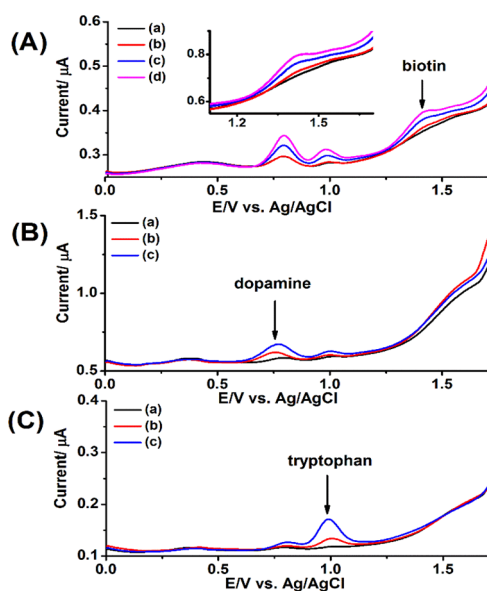 (A)
Current/ µA
0.6
0.5
0.4
0.3
(a)
(b)
(c)
(d)
0.8
0.6
1.2
1.5
biotin
0.0
0.5
1.0
1.5
E/V vs. Ag/AgCl
(B)
Current/ µA
1.5
1.0
0.5
(a)
(b)
(c)
dopamine
0.0
0.5
1.0
1.5
E/V vs. Ag/AgCl
(C)
Current/ µA
0.4
0.3
0.2
0.1
(a)
(b)
(c)
tryptophan
0.0
0.5
1.0
1.5
E/V vs. Ag/AgCl